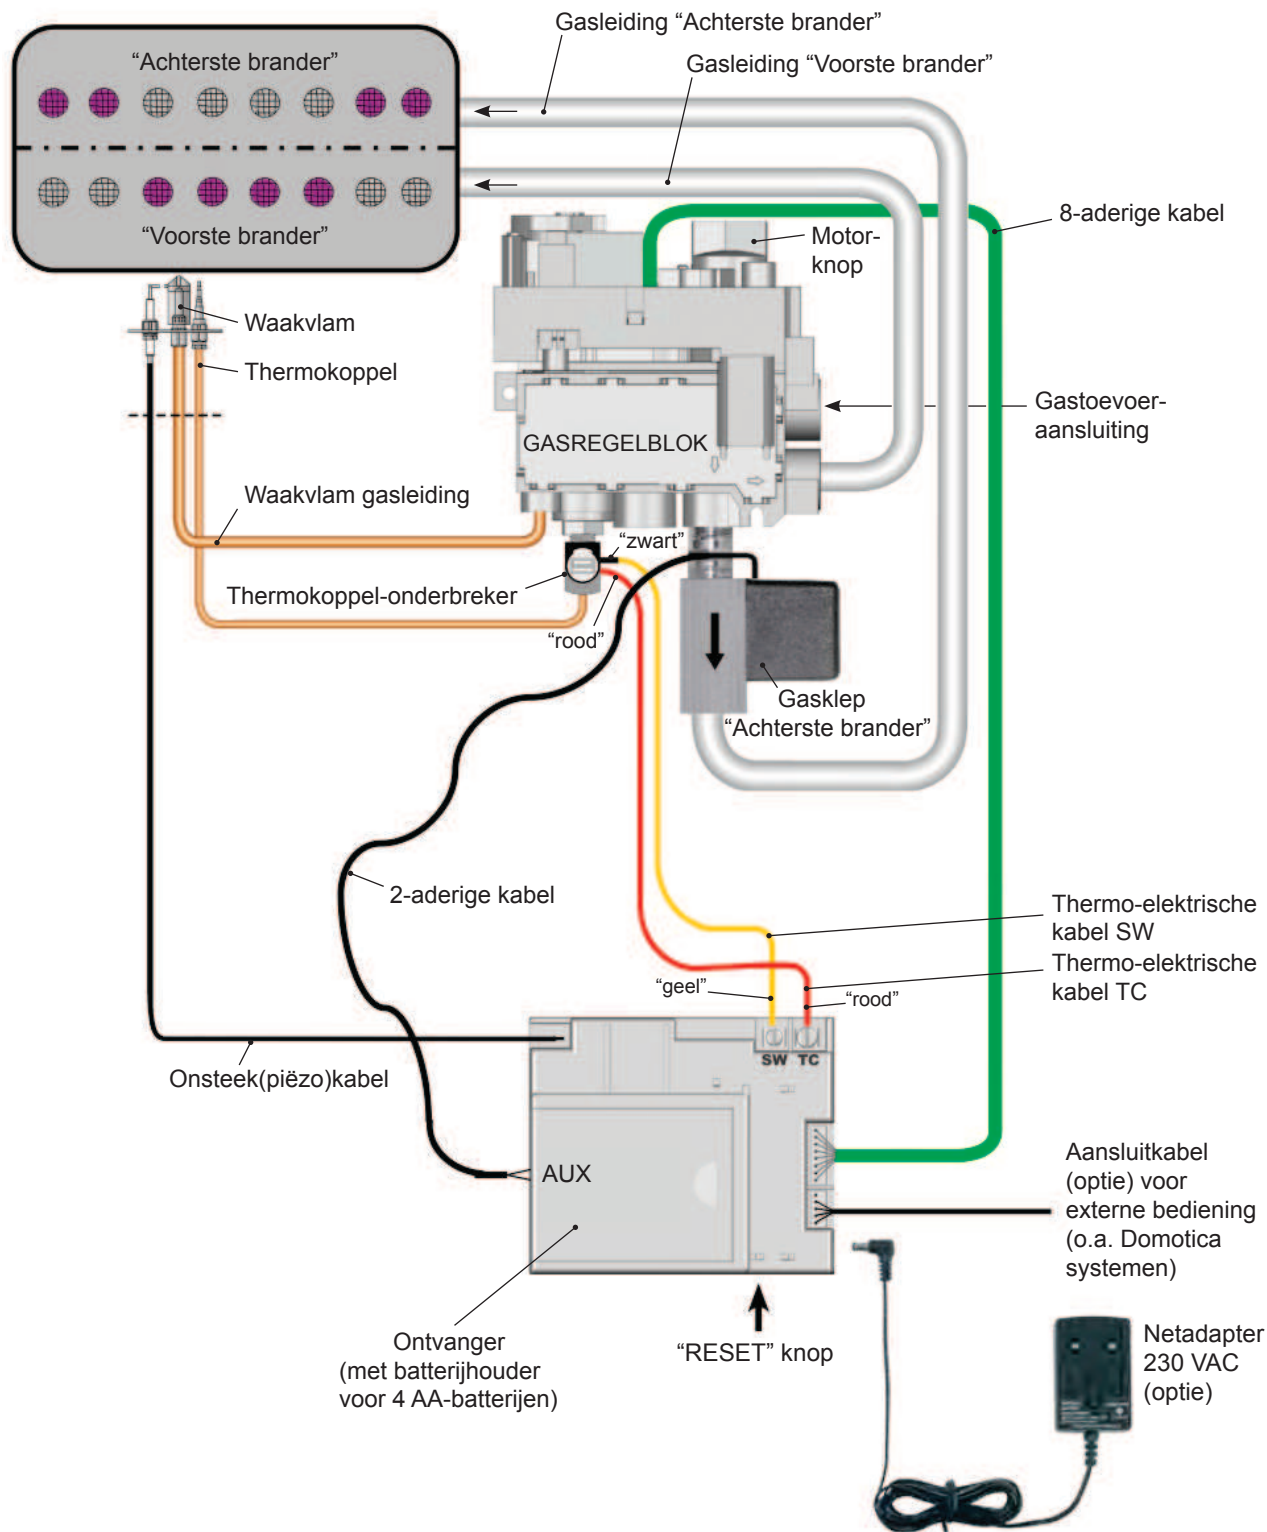 Gasleiding “Achterste brander”
Gasleiding “Voorste brander”
“Achterste brander”
“Voorste brander”
8-aderige kabel
Motor-
knop
Waakvlam
Thermokoppel
Gastoevoer-
aansluiting
GASREGELBLOK
Waakvlam gasleiding
“zwart”
Thermokoppel-onderbreker
“rood”
Gasklep
“Achterste brander”
2-aderige kabel
Thermo-elektrische
kabel SW
Thermo-elektrische
kabel TC
“geel”
“rood”
SW TC
Onsteek(piëzo)kabel
AUX
Aansluitkabel
(optie) voor
externe bediening
(o.a. Domotica
systemen)
Ontvanger
(met batterijhouder
voor 4 AA-batterijen)
“RESET” knop
Netadapter
230 VAC
(optie)